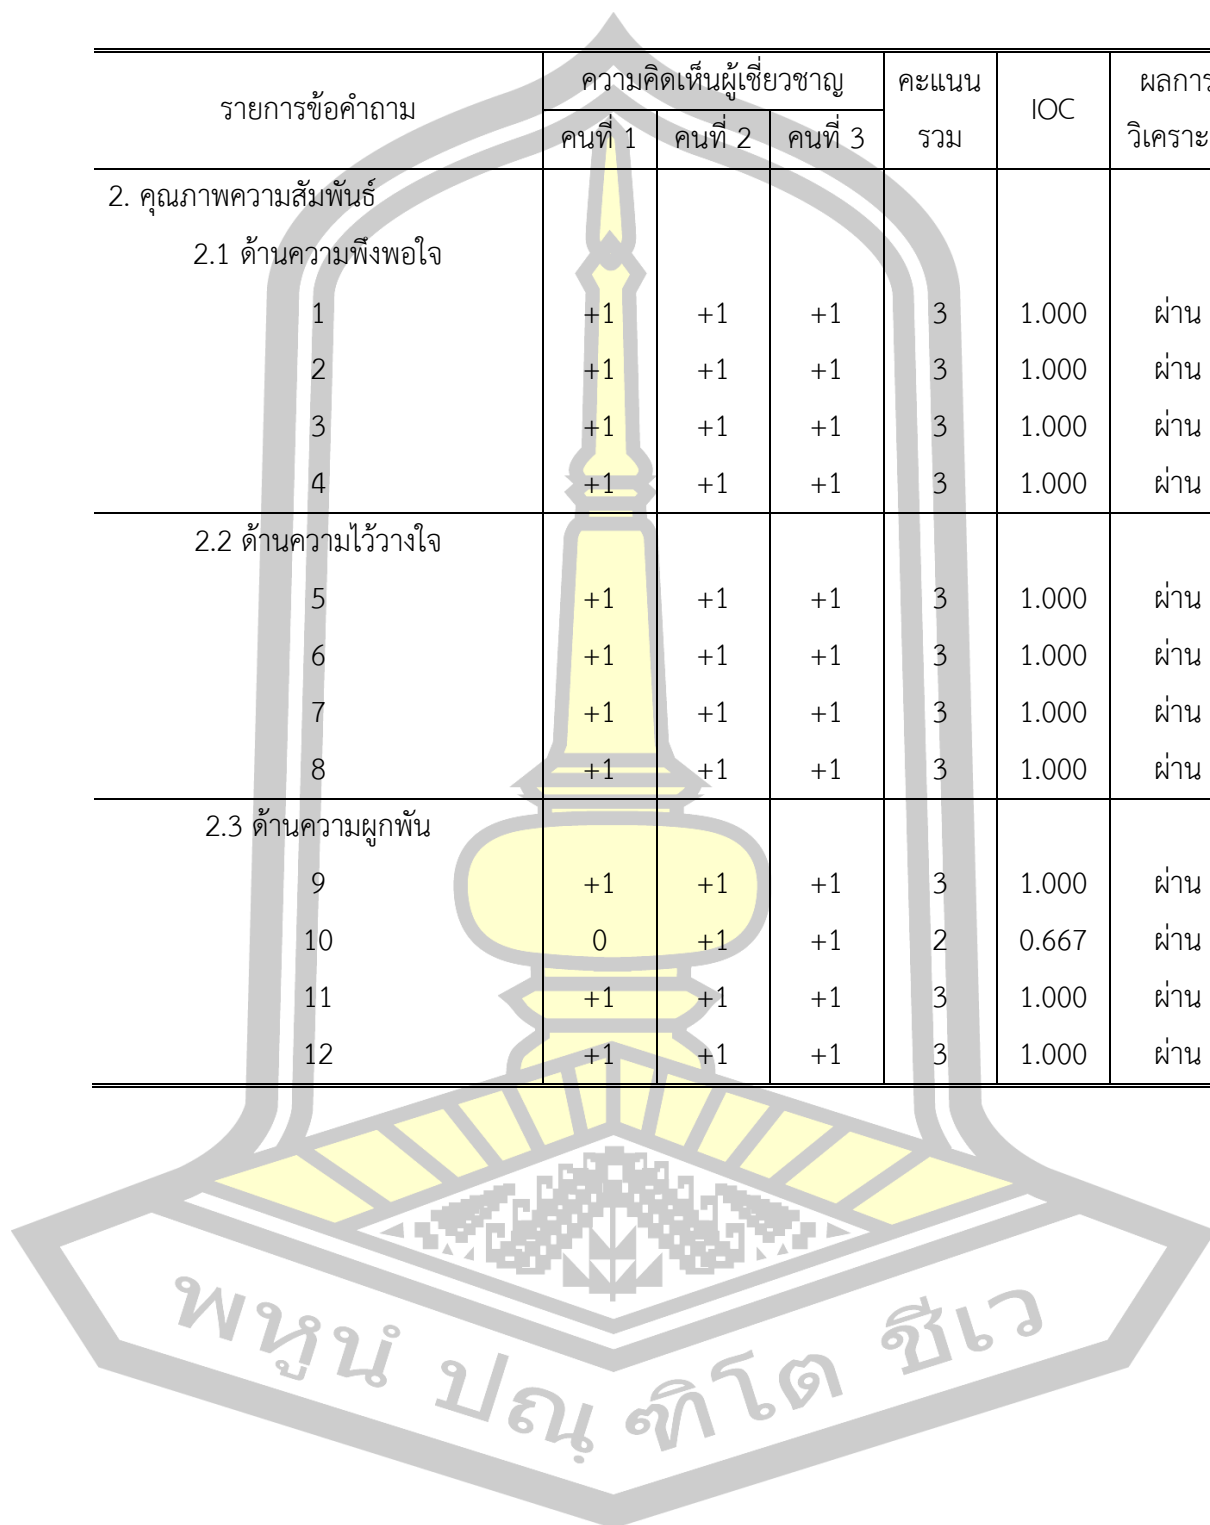 รายการข้อคำถาม ความคิดเห็นผู้เชี่ยวชาญ คะแนน IOC ผลการ
คนที่ 1 คนที่ 2 คนที่ 3 รวม วิเคราะ
2. คุณภาพความสัมพันธ์
2.1 ด้านความพึงพอใจ
1 +1 +1 +1 3 1.000 ผ่าน
2 +1 +1 +1 3 1.000 ผ่าน
3 +1 +1 +1 3 1.000 ผ่าน
4 +1 +1 +1 3 1.000 ผ่าน
2.2 ด้านความไว้วางใจ
5 +1 +1 +1 3 1.000 ผ่าน
6 +1 +1 +1 3 1.000 ผ่าน
7 +1 +1 +1 3 1.000 ผ่าน
8 +1 +1 +1 3 1.000 ผ่าน
2.3 ด้านความผูกพัน
9 +1 +1 +1 3 1.000 ผ่าน
10 0 +1 +1 2 0.667 ผ่าน
11 +1 +1 +1 3 1.000 ผ่าน
12 +1 +1 +1 3 1.000 ผ่าน
พหูนํ ปณฺ ฑิโต ชีเว